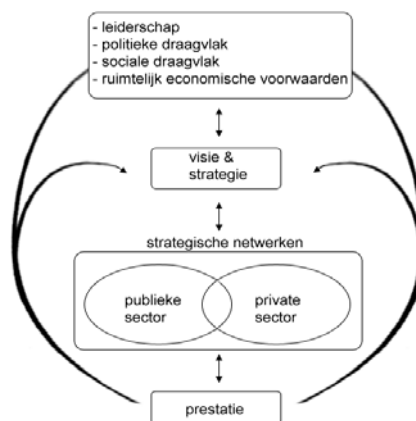 - leiderschap
- politieke draagvlak
- sociale draagvlak
- ruimtelijk economische voorwaarden
visie &
strategie
strategische netwerken
publieke
sector
private
sector
prestatie